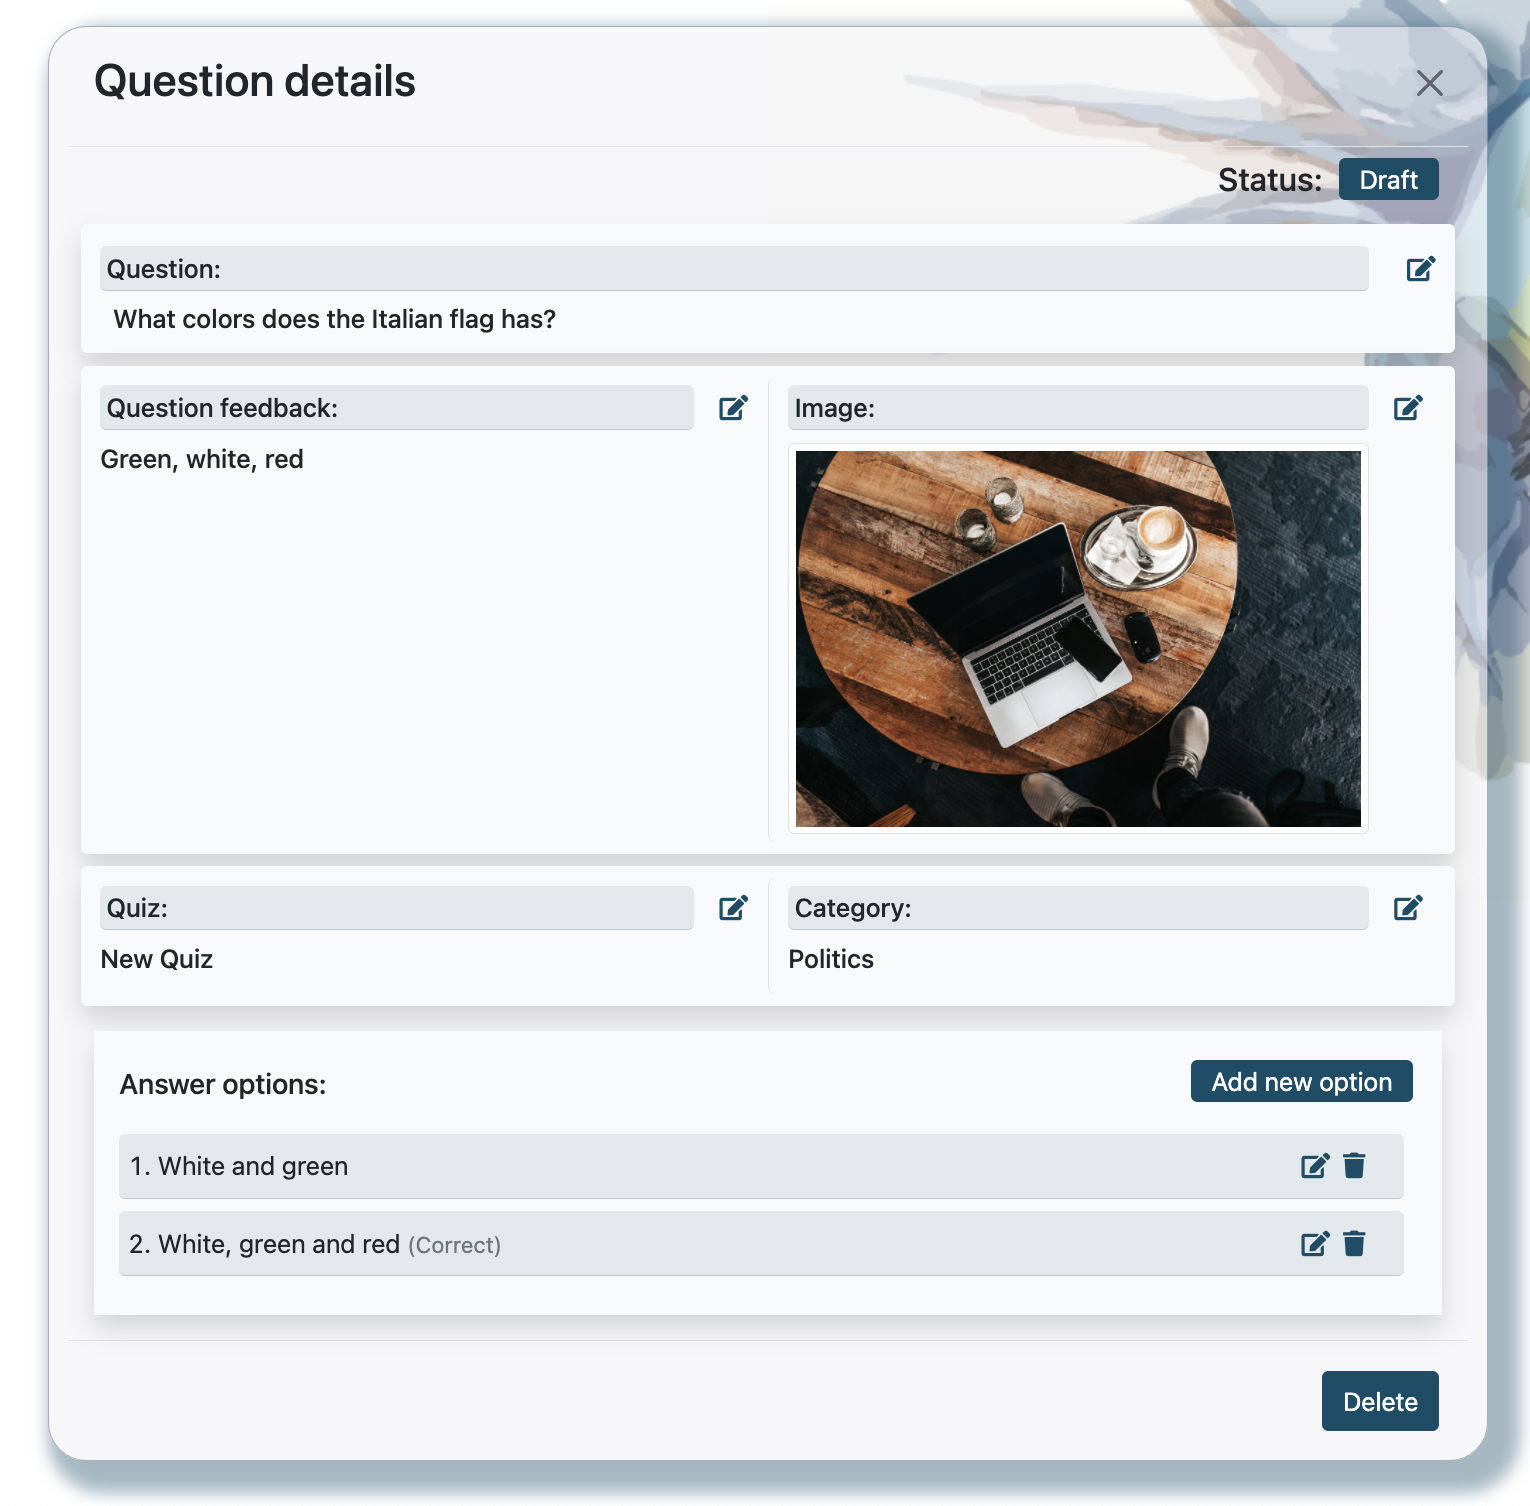 Question details
Status: Draft
Question:
What colors does the Italian flag has?
Question feedback:
Image:
Green, white, red
Quiz:
Category:
New Quiz
Politics
Answer options:
Add new option
1. White and green
2. White, green and red (Correct)
Delete